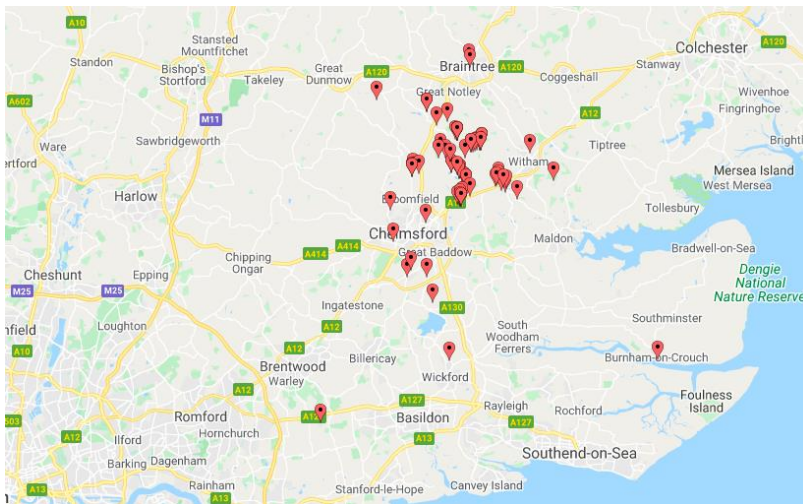 A10
Stansted
Mountfitchet
Standon
Bishop's
Stortford
Takeley
Great
Dunmow
A120
Braintree
A120
Coggeshall
Colchester
A120
Stanway
A602
Great Notley
Wivenhoe
Fingringhoe
M11
A12
Ware
Sawbridgeworth
Witham
Tiptree
Mersea Island
West Mersea
Harlow
Broomfield
Tollesbury
Chelmsford
A414
Chipping
Ongar
A414
Great Baddow
Maldon
Bradwell-on-Sea
Cheshunt
Epping
Dengie
National
Nature Reserve
M25
M25
Ingatestone
A130
Loughton
A12
South
Woodham
Ferrers
Southminster
A10
A12
Brentwood
Warley
Billericay
Burnham-on-Crouch
Wickford
A12
A127
Rayleigh
Rochford
Foulness
Island
Romford
Basildon
A127
Hornchurch
A12
Ilford
A13
Southend-on-Sea
Barking
Dagenham
Rainham
Stanford-le-Hope
Canvey Island
A13
A13